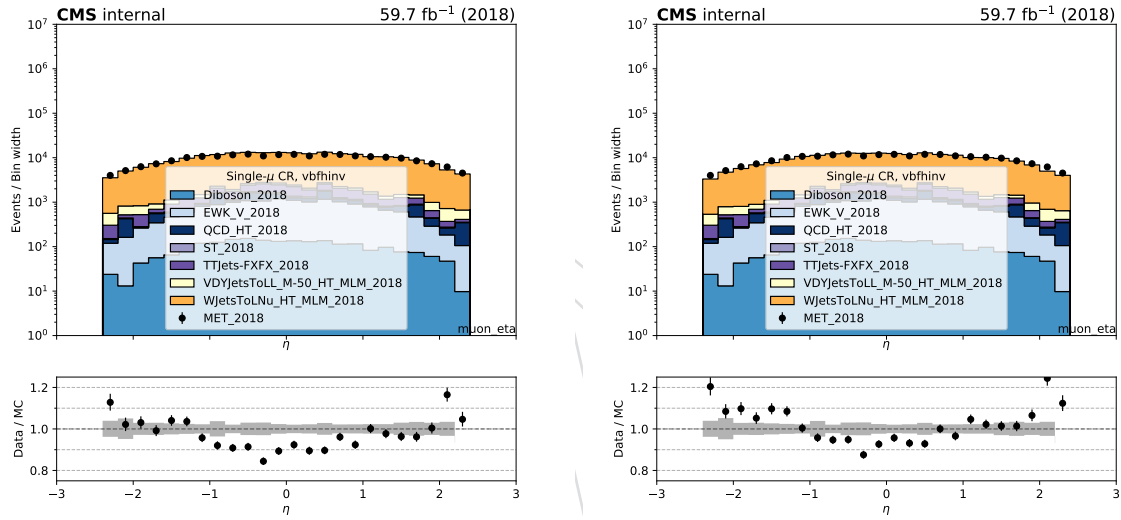 CMS internal 59.7 fb⁻¹ (2018)
10⁷
10⁶
10⁵
10⁴
10³
10²
10¹
10⁰
Events / Bin width
Single-μ CR, vbfhinv
Diboson_2018
EWK_V_2018
QCD_HT_2018
ST_2018
TTJets-FXFX_2018
VDYJetsToLL_M-50_HT_MLM_2018
WJetsToLNu_HT_MLM_2018
MET_2018
muon_eta
η
1.2
1.0
0.8
Data / MC
−3 −2 −1 0 1 2 3
η
CMS internal 59.7 fb⁻¹ (2018)
10⁷
10⁶
10⁵
10⁴
10³
10²
10¹
10⁰
Events / Bin width
Single-μ CR, vbfhinv
Diboson_2018
EWK_V_2018
QCD_HT_2018
ST_2018
TTJets-FXFX_2018
VDYJetsToLL_M-50_HT_MLM_2018
WJetsToLNu_HT_MLM_2018
MET_2018
muon_eta
η
1.2
1.0
0.8
Data / MC
−3 −2 −1 0 1 2 3
η